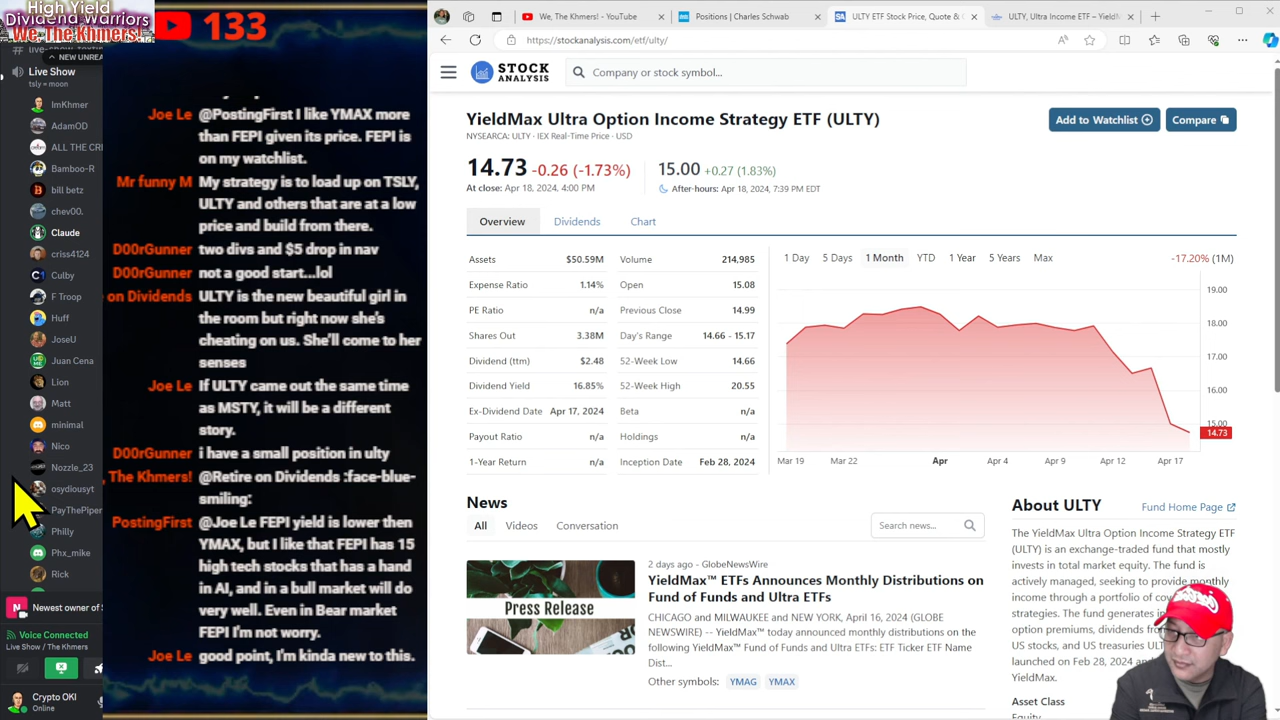 High Yield
Dividend Warriors
We, The Khmers!
133
NEW UNREA
Live Show
tsly = moon
ImKhmer
AdamOD
ALL THE CRI
Bamboo-R
bill betz
chev00.
Claude
criss4124
Culby
F Troop
Huff
JoseU
Juan Cena
Lion
Matt
minimal
Nico
Nozzle_23
osydiousyt
PayThePiper
Philly
Phx_mike
Rick
Newest owner of S
Voice Connected
Live Show / The Khmers
Crypto OKI
Online
Joe Le @PostingFirst I like YMAX more
than FEPI given its price. FEPI is
on my watchlist.
Mr funny M My strategy is to load up on TSLY,
ULTY and others that are at a low
price and build from there.
D00rGunner two divs and $5 drop in nav
D00rGunner not a good start...lol
on Dividends ULTY is the new beautiful girl in
the room but right now she's
cheating on us. She'll come to her
senses
Joe Le If ULTY came out the same time
as MSTY, it will be a different
story.
D00rGunner i have a small position in ulty
, The Khmers! @Retire on Dividends :face-blue-
smiling:
PostingFirst @Joe Le FEPI yield is lower then
YMAX, but I like that FEPI has 15
high tech stocks that has a hand
in AI, and in a bull market will do
very well. Even in Bear market
FEPI I'm not worry.
Joe Le good point, I'm kinda new to this.
We, The Khmers! - YouTube
Positions | Charles Schwab
ULTY ETF Stock Price, Quote & C
ULTY, Ultra Income ETF – YieldM
https://stockanalysis.com/etf/ulty/
STOCK
ANALYSIS
Company or stock symbol...
YieldMax Ultra Option Income Strategy ETF (ULTY)
NYSEARCA: ULTY · IEX Real-Time Price · USD
Add to Watchlist
Compare
14.73 -0.26 (-1.73%)
At close: Apr 18, 2024, 4:00 PM
15.00 +0.27 (1.83%)
After-hours: Apr 18, 2024, 7:39 PM EDT
Overview Dividends Chart
Assets $50.59M Volume 214,985
Expense Ratio 1.14% Open 15.08
PE Ratio n/a Previous Close 14.99
Shares Out 3.38M Day's Range 14.66 - 15.17
Dividend (ttm) $2.48 52-Week Low 14.66
Dividend Yield 16.85% 52-Week High 20.55
Ex-Dividend Date Apr 17, 2024 Beta n/a
Payout Ratio n/a Holdings n/a
1-Year Return n/a Inception Date Feb 28, 2024
1 Day 5 Days 1 Month YTD 1 Year 5 Years Max -17.20% (1M)
19.00
18.00
17.00
16.00
15.00
14.73
Mar 19 Mar 22 Apr Apr 4 Apr 9 Apr 12 Apr 17
News
All Videos Conversation
Search news...
Press Release
2 days ago - GlobeNewsWire
YieldMax™ ETFs Announces Monthly Distributions on
Fund of Funds and Ultra ETFs
CHICAGO and MILWAUKEE and NEW YORK, April 16, 2024 (GLOBE
NEWSWIRE) -- YieldMax™ today announced monthly distributions on the
following YieldMax™ Fund of Funds and Ultra ETFs: ETF Ticker ETF Name
Dist...
Other symbols: YMAG YMAX
About ULTY
Fund Home Page
The YieldMax Ultra Option Income Strategy ETF
(ULTY) is an exchange-traded fund that mostly
invests in total market equity. The fund is
actively managed, seeking to provide monthly
income through a portfolio of cov
strategies. The fund generates in
option premiums, dividends fro
US stocks, and US treasuries ULT
launched on Feb 28, 2024 and
YieldMax.
Asset Class
Equity